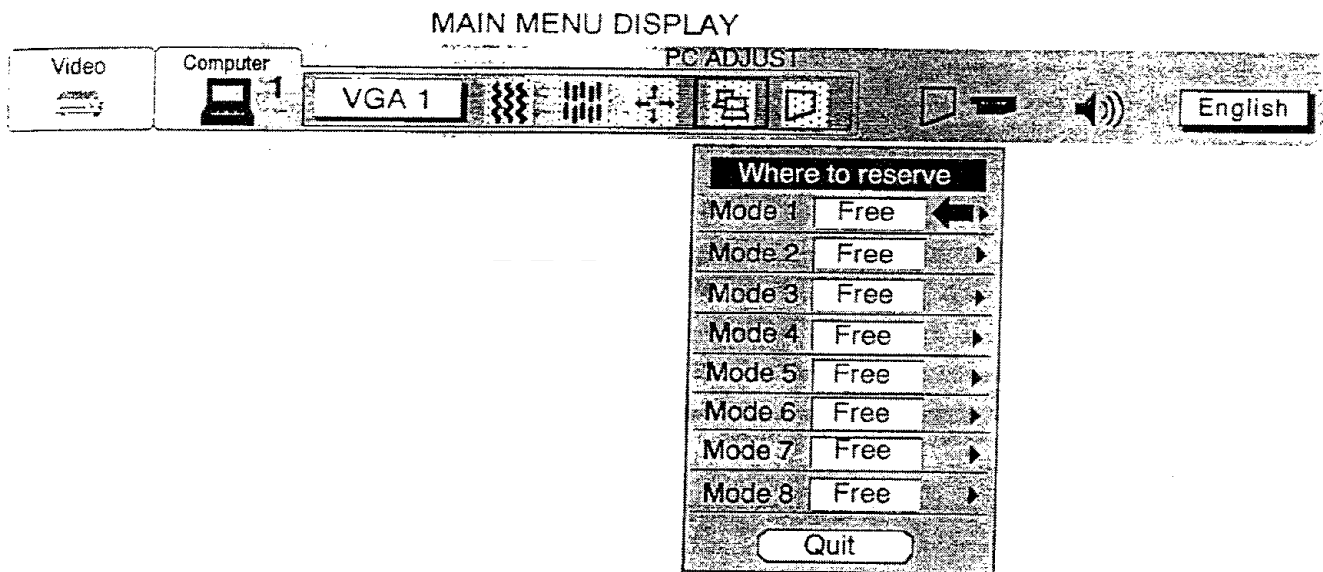 MAIN MENU DISPLAY
Video
Computer
1
PC ADJUST
VGA 1
English
Where to reserve
Mode 1 Free
Mode 2 Free
Mode 3 Free
Mode 4 Free
Mode 5 Free
Mode 6 Free
Mode 7 Free
Mode 8 Free
Quit